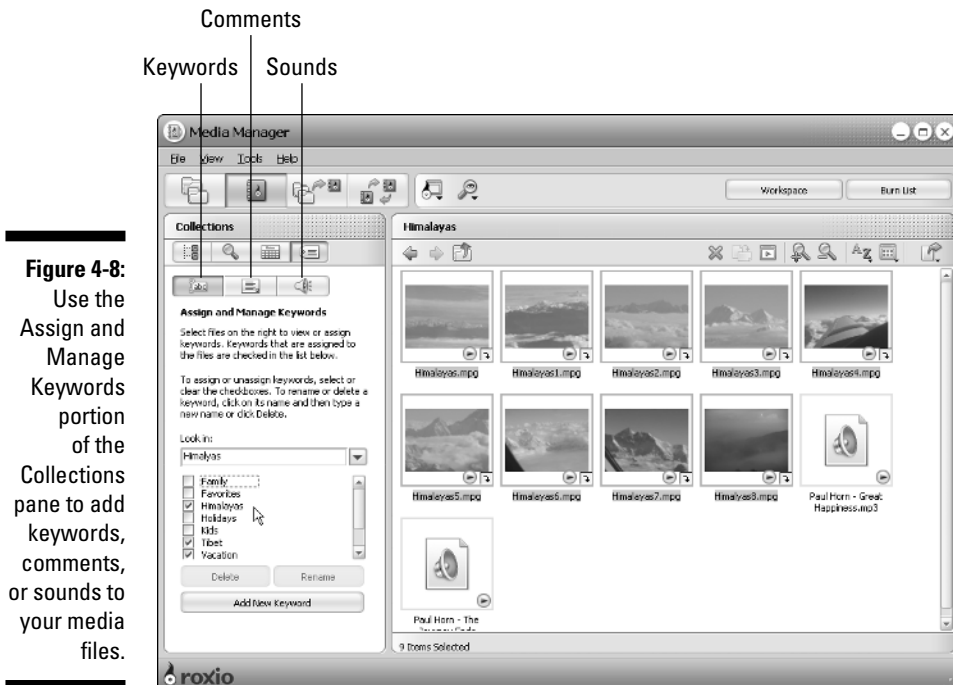 Comments
Keywords
Sounds
Media Manager
File View Tools Help
Workspace
Burn List
Collections
Himalayas
AZ
abc
Assign and Manage Keywords
Select files on the right to view or assign
keywords. Keywords that are assigned to
the files are checked in the list below.
To assign or unassign keywords, select or
clear the checkboxes. To rename or delete a
keyword, click on its name and then type a
new name or click Delete.
Look in:
Himalyas
Family
Favorites
Himalayas
Holidays
Kids
Tibet
Vacation
Delete
Rename
Add New Keyword
Himalayas.mpg
Himalayas1.mpg
Himalayas2.mpg
Himalayas3.mpg
Himalayas4.mpg
Himalayas5.mpg
Himalayas6.mpg
Himalayas7.mpg
Himalyas8.mpg
Paul Horn - Great
Happiness.mp3
Paul Horn - The
9 Items Selected
roxio
Figure 4-8:
Use the
Assign and
Manage
Keywords
portion
of the
Collections
pane to add
keywords,
comments,
or sounds to
your media
files.